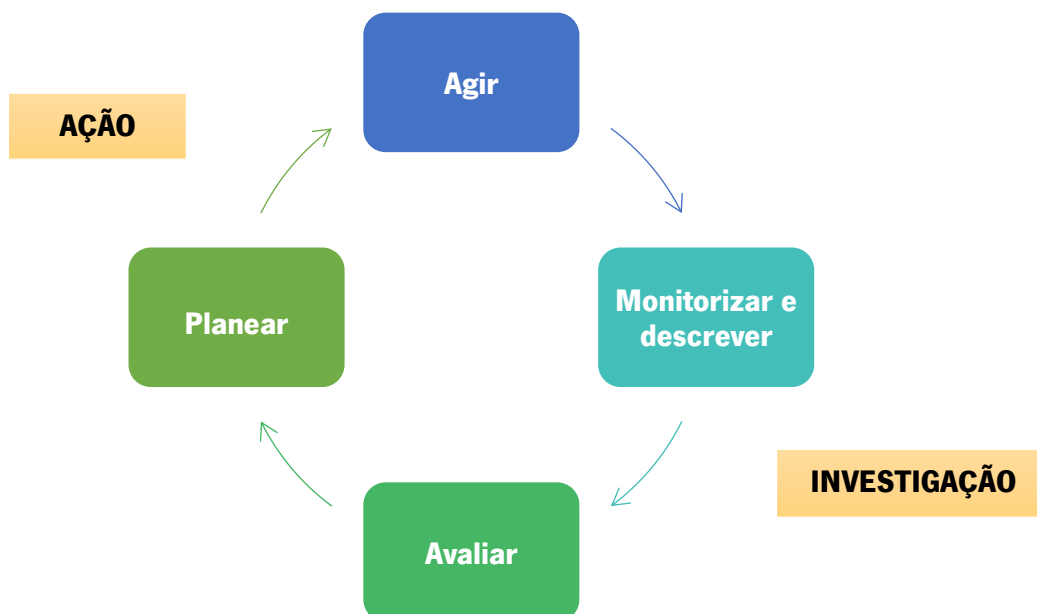 Agir
AÇÃO
Planear
Monitorizar e
descrever
INVESTIGAÇÃO
Avaliar